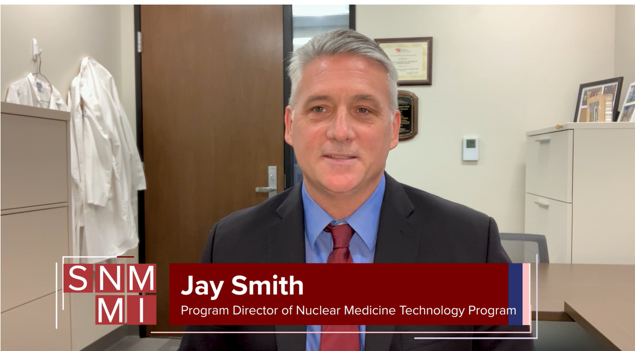 SNM
MI
Jay Smith
Program Director of Nuclear Medicine Technology Program